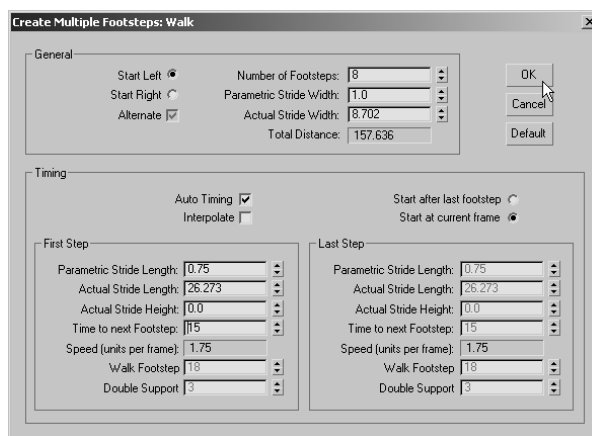 Create Multiple Footsteps: Walk
General
Start Left
Start Right
Alternate
Number of Footsteps: 8
Parametric Stride Width: 1.0
Actual Stride Width: 8.702
Total Distance: 157.636
OK
Cancel
Default
Timing
Auto Timing
Interpolate
Start after last footstep
Start at current frame
First Step
Parametric Stride Length: 0.75
Actual Stride Length: 26.273
Actual Stride Height: 0.0
Time to next Footstep: 15
Speed (units per frame): 1.75
Walk Footstep 18
Double Support 3
Last Step
Parametric Stride Length: 0.75
Actual Stride Length: 26.273
Actual Stride Height: 0.0
Time to next Footstep: 15
Speed (units per frame): 1.75
Walk Footstep 18
Double Support 3